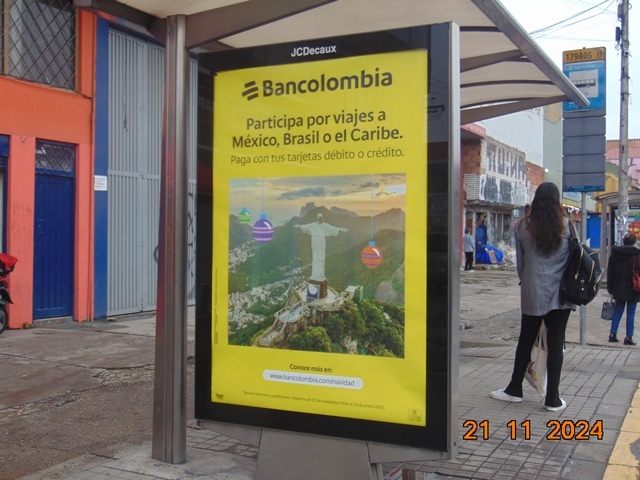 JCDecaux
Bancolombia
Participa por viajes a
México, Brasil o el Caribe.
Paga con tus tarjetas débito o crédito.
Conoce más en:
www.bancolombia.com/navidad
179A05
21 11 2024